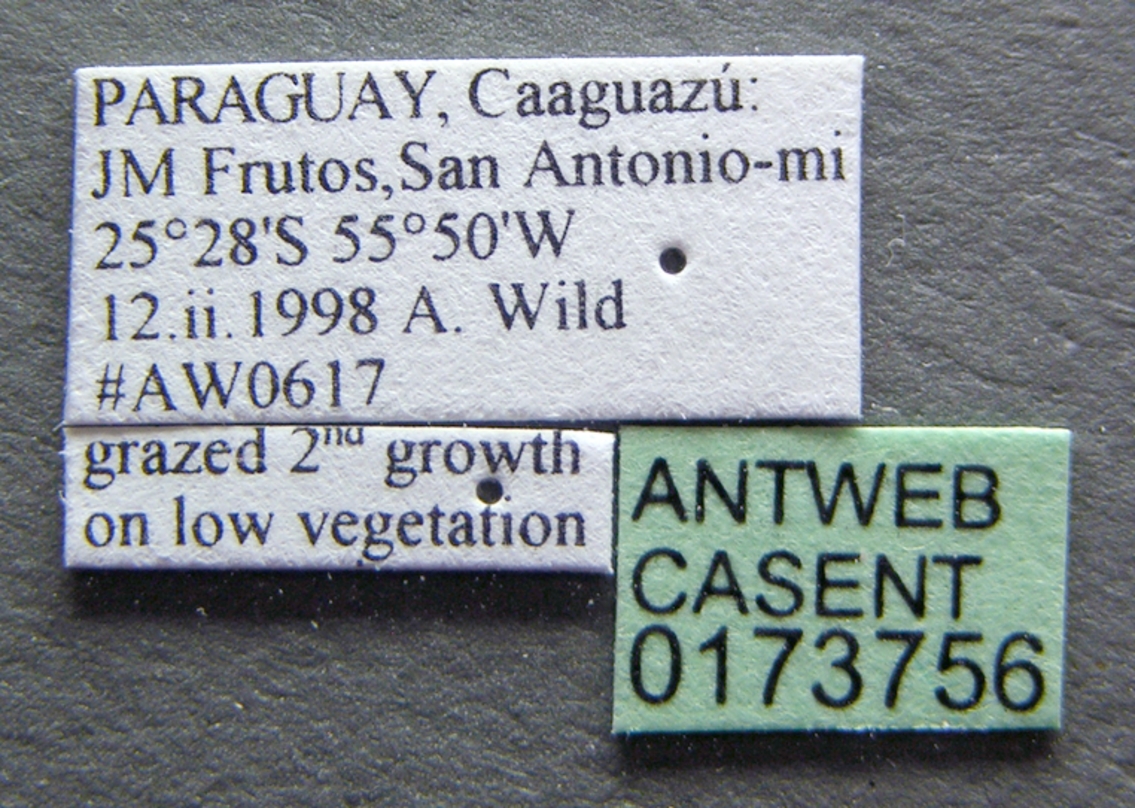 PARAGUAY, Caaguazú:
JM Frutos,San Antonio-mi
25°28'S 55°50'W
12.ii.1998 A. Wild
#AW0617
grazed 2nd growth
on low vegetation
ANTWEB
CASENT
0173756